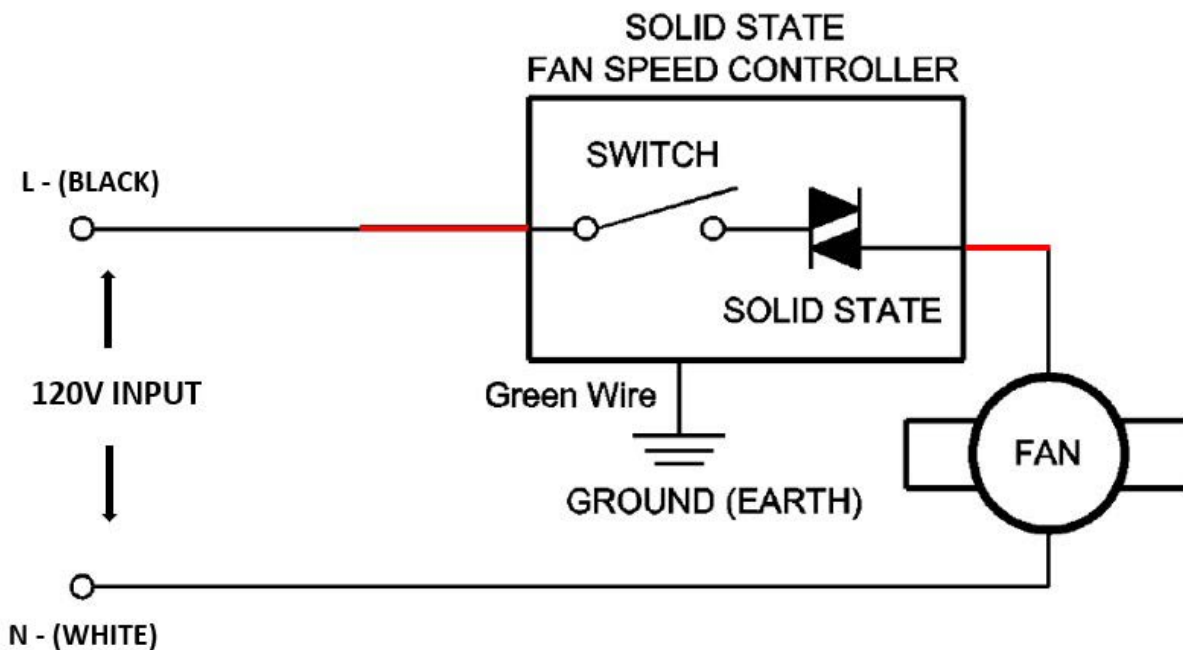 SOLID STATE
FAN SPEED CONTROLLER
SWITCH
L - (BLACK)
SOLID STATE
120V INPUT
Green Wire
FAN
GROUND (EARTH)
N - (WHITE)